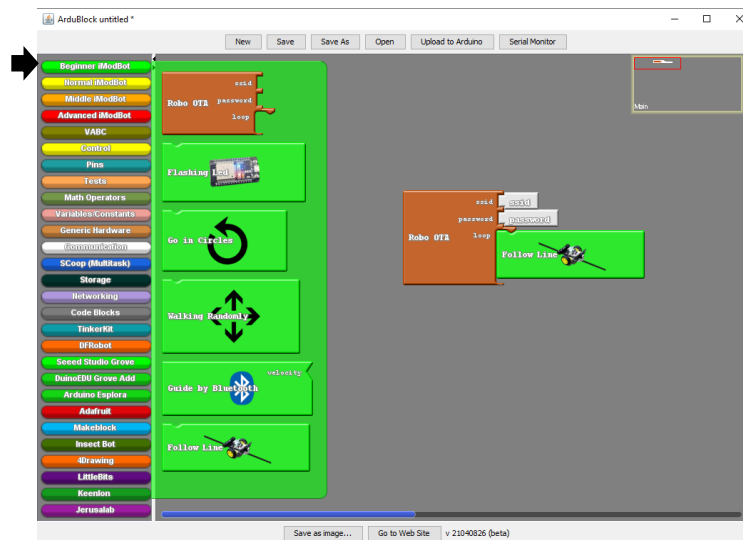 ArduBlock untitled *
New
Save
Save As
Open
Upload to Arduino
Serial Monitor
Beginner iModBot
Normal iModBot
Middle iModBot
Advanced iModBot
VABC
Control
Pins
Tests
Math Operators
Variables/Constants
Generic Hardware
Communication
SCoop (Multitask)
Storage
Networking
Code Blocks
TinkerKit
DFRobot
Seeed Studio Grove
DuinoEDU Grove Add
Arduino Esplora
Adafruit
Makeblock
Insect Bot
4Drawing
LittleBits
Keenlon
Jerusalab
ssid
Robo OTA password
loop
Flashing Led
Go in Circles
Walking Randomly
velocity
Guide by Bluetooth
Follow Line
Main
ssid ssid
password password
Robo OTA loop
Follow Line
Save as image...
Go to Web Site
v 21040826 (beta)